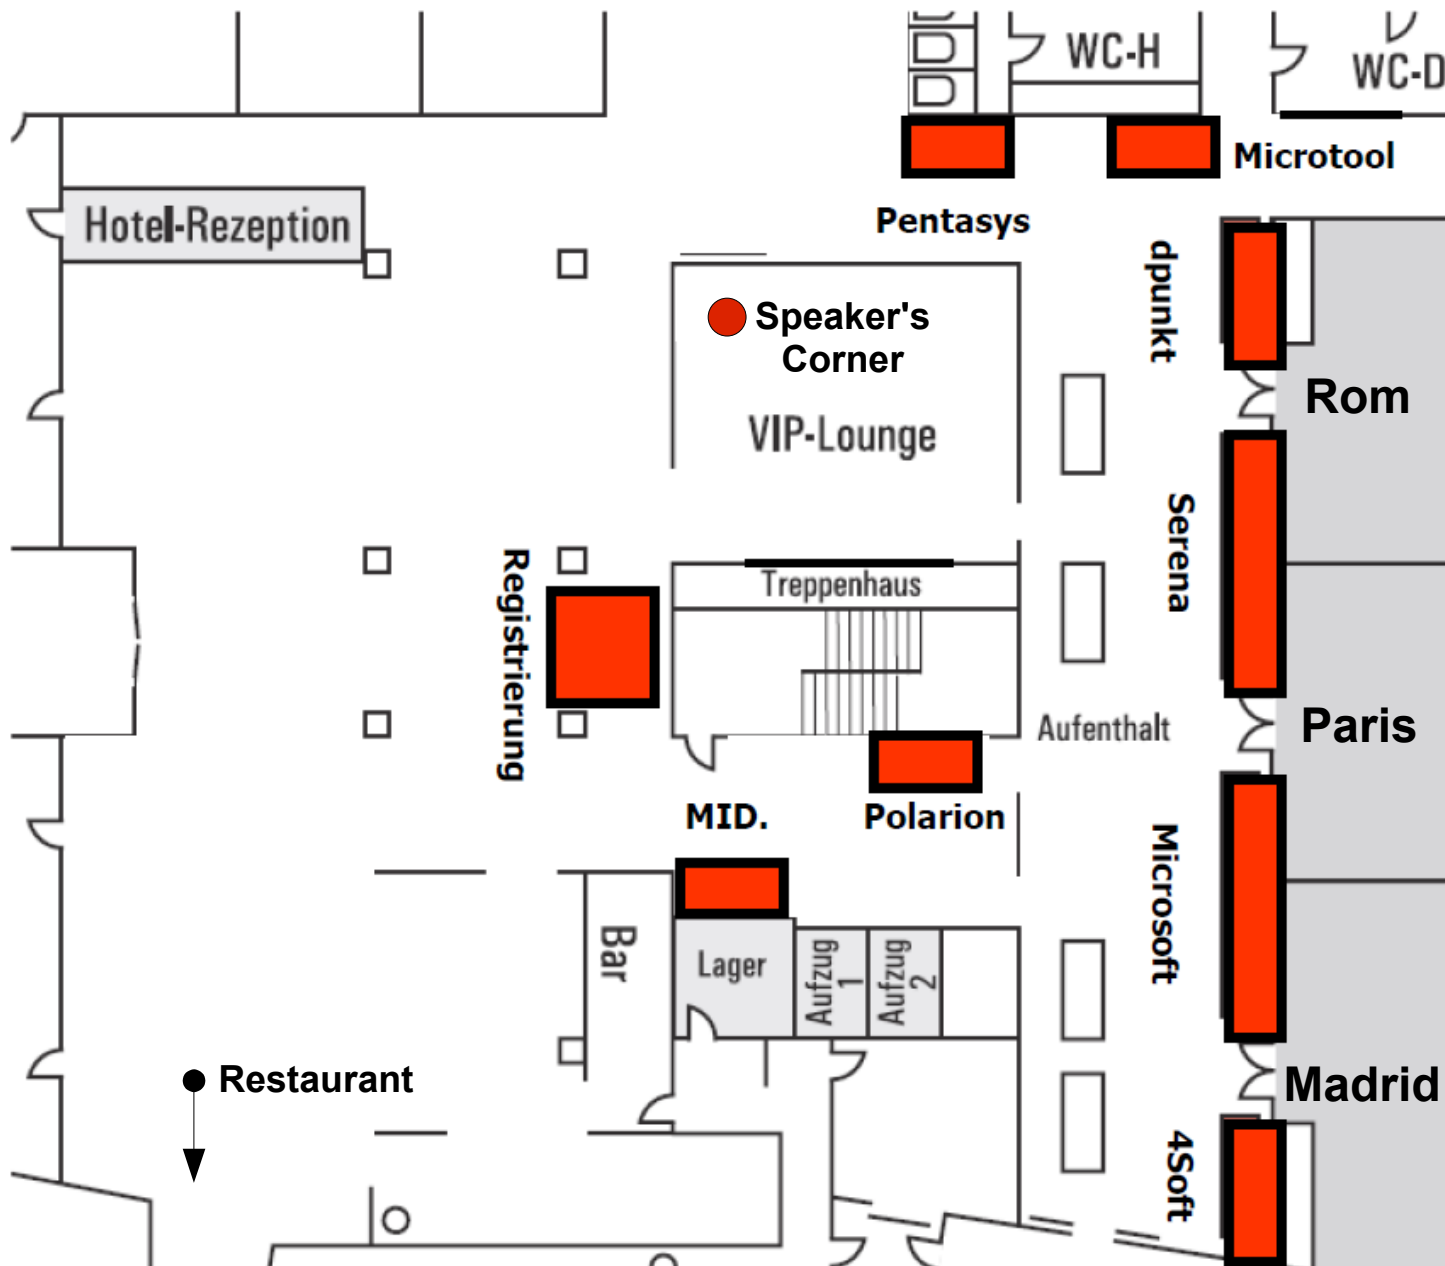 WC-H
WC-D
Microtool
Pentasys
Hotel-Rezeption
dpunkt
Speaker's
Corner
Rom
VIP-Lounge
Serena
Registrierung
Treppenhaus
Aufenthalt
Paris
MID.
Polarion
Microsoft
Bar
Lager
Aufzug
1
Aufzug
2
Restaurant
Madrid
4Soft